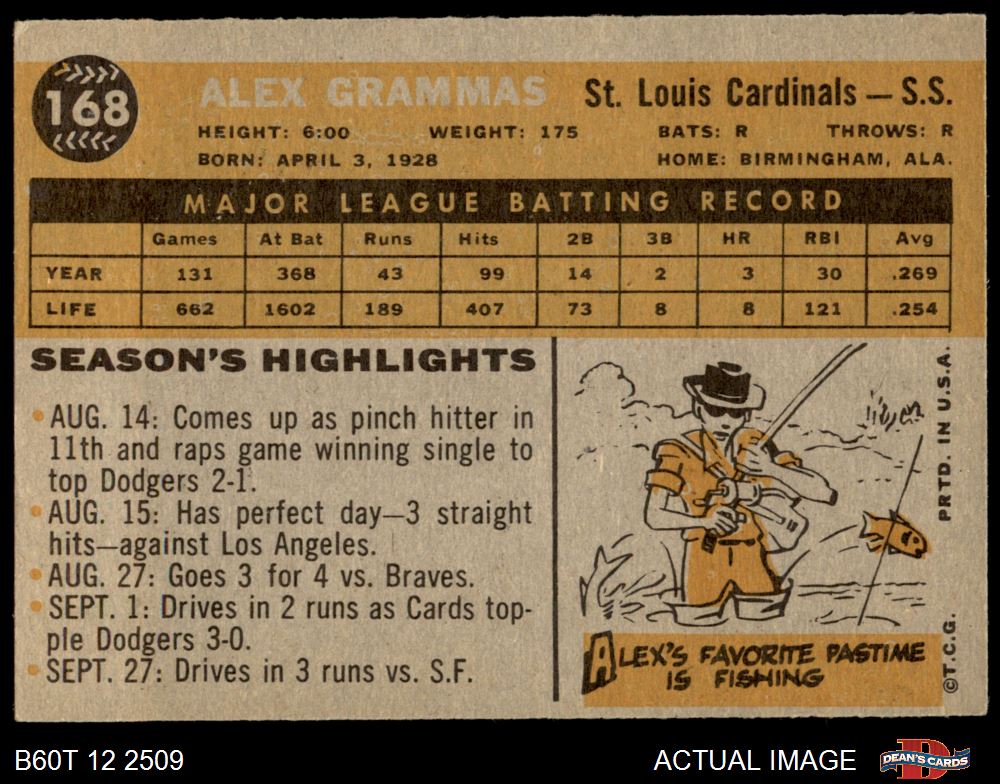 168
ALEX GRAMMAS St. Louis Cardinals — S.S.
HEIGHT: 6:00 WEIGHT: 175 BATS: R THROWS: R
BORN: APRIL 3, 1928 HOME: BIRMINGHAM, ALA.
MAJOR LEAGUE BATTING RECORD
Games At Bat Runs Hits 2B 3B HR RBI Avg
YEAR 131 368 43 99 14 2 3 30 .269
LIFE 662 1602 189 407 73 8 8 121 .254
SEASON'S HIGHLIGHTS
• AUG. 14: Comes up as pinch hitter in
11th and raps game winning single to
top Dodgers 2-1.
• AUG. 15: Has perfect day—3 straight
hits—against Los Angeles.
• AUG. 27: Goes 3 for 4 vs. Braves.
• SEPT. 1: Drives in 2 runs as Cards top-
ple Dodgers 3-0.
• SEPT. 27: Drives in 3 runs vs. S.F.
ALEX'S FAVORITE PASTIME
IS FISHING
©T.C.G. PRTD. IN U.S.A.
B60T 12 2509 ACTUAL IMAGE
D
DEAN'S CARDS